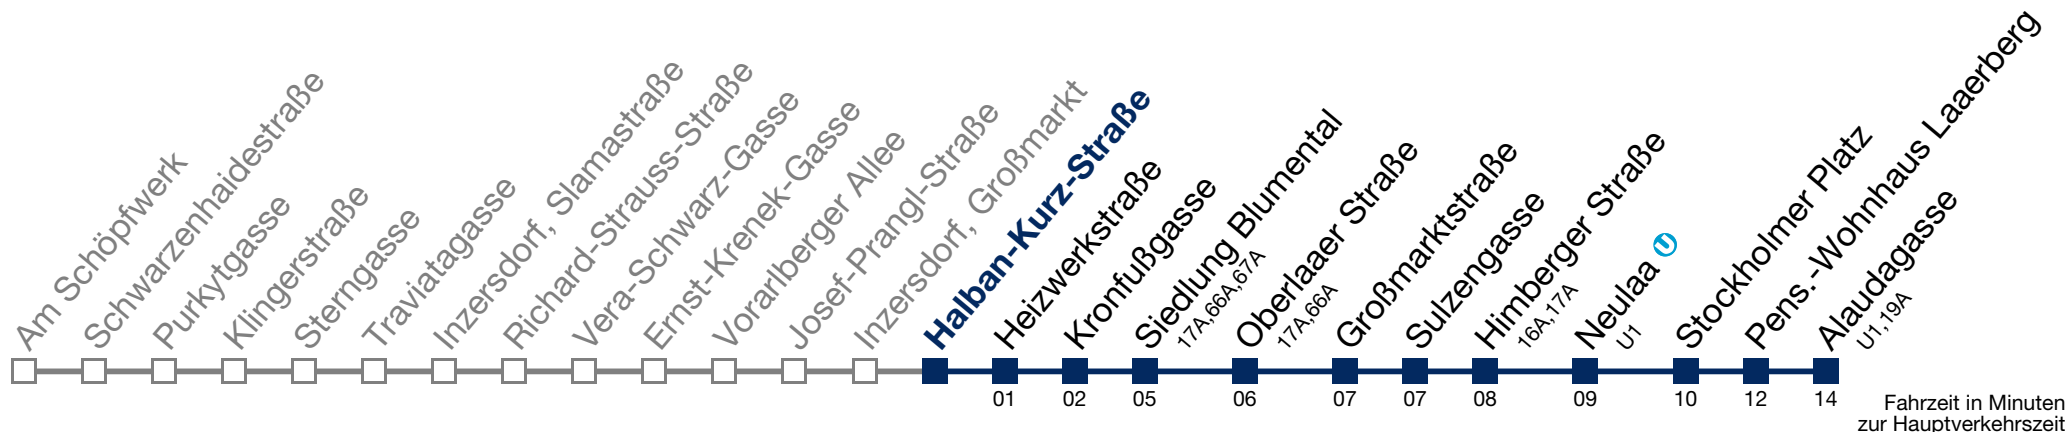 Am Schöpfwerk
Schwarzenhaidestraße
Purkytgasse
Klingerstraße
Sterngasse
Traviatagasse
Inzersdorf, Slamastraße
Richard-Strauss-Straße
Vera-Schwarz-Gasse
Ernst-Krenek-Gasse
Vorarlberger Allee
Josef-Prangl-Straße
Inzersdorf, Großmarkt
Halban-Kurz-Straße
Heizwerkstraße
Kronfußgasse
Siedlung Blumental
17A,66A,67A
Oberlaaer Straße
17A,66A
Großmarktstraße
Sulzengasse
Himberger Straße
16A,17A
Neulaa U
U1
Stockholmer Platz
Pens.-Wohnhaus Laaerberg
Alaudagasse
U1,19A
01 02 05 06 07 07 08 09 10 12 14
Fahrzeit in Minuten
zur Hauptverkehrszeit